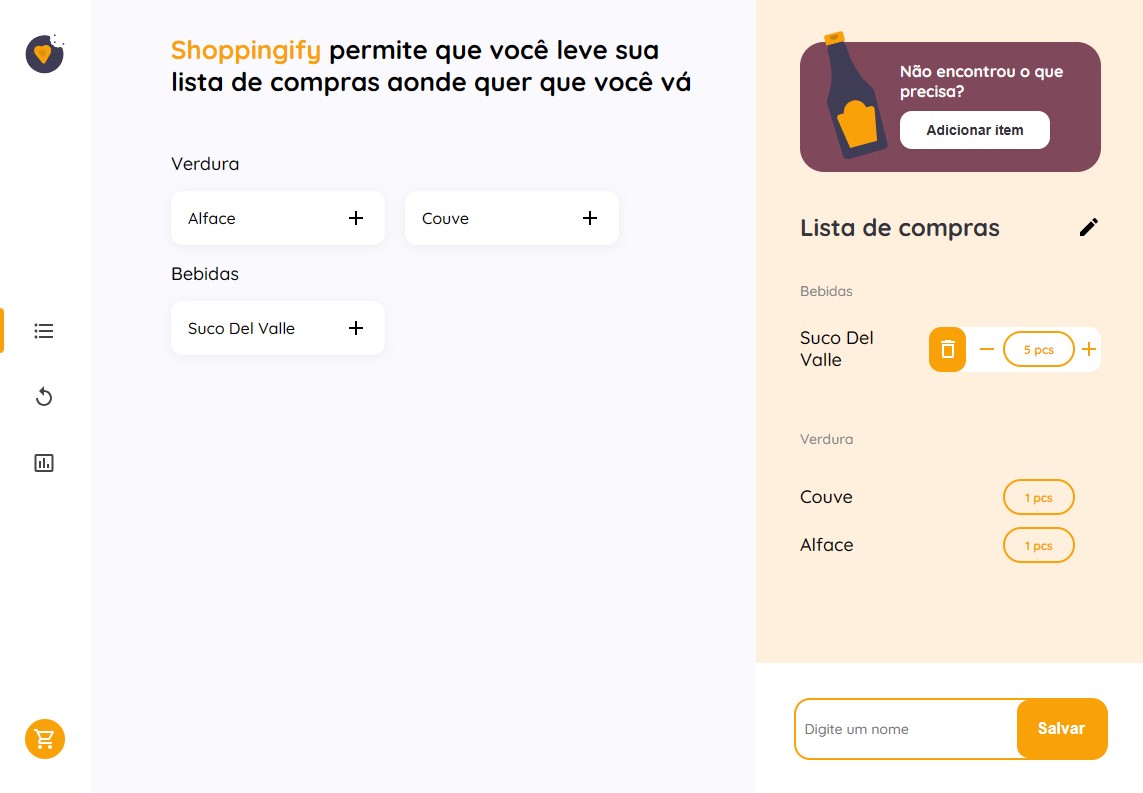 Shoppingify permite que você leve sua
lista de compras aonde quer que você vá
Verdura
Alface
Couve
Bebidas
Suco Del Valle
Não encontrou o que
precisa?
Adicionar item
Lista de compras
Bebidas
Suco Del
Valle
5 pcs
Verdura
Couve
1 pcs
Alface
1 pcs
Digite um nome
Salvar